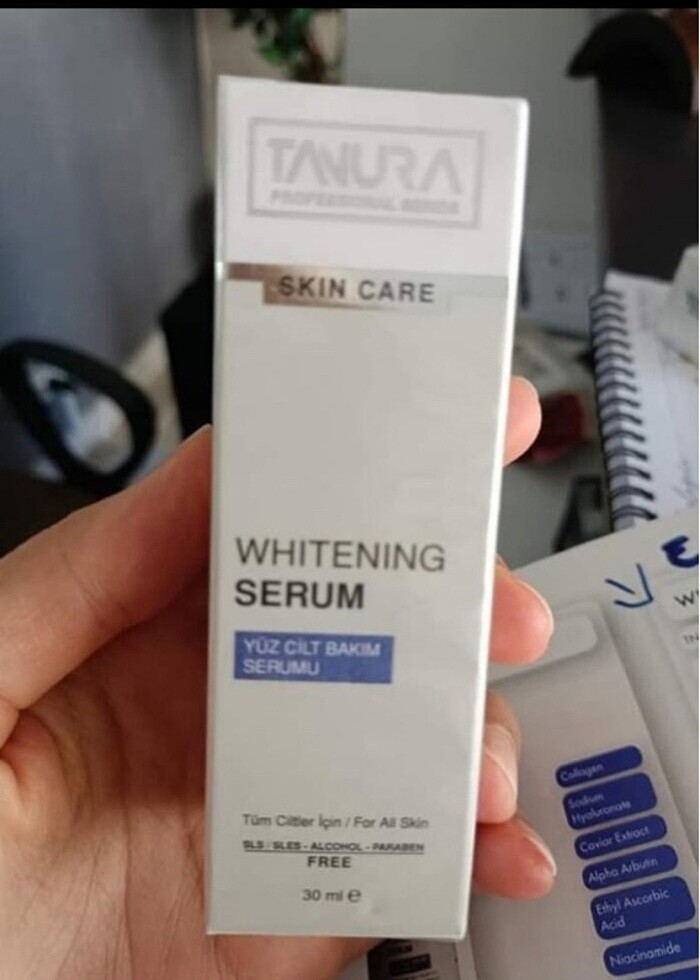 TANURA
PROFESSIONAL SERIES
SKIN CARE
WHITENING
SERUM
YÜZ CİLT BAKIM
SERUMU
Tüm Ciltler İçin / For All Skin
SLS / SLES - ALCOHOL - PARABEN
FREE
30 ml ℮
Collagen
Sodium
Hyaluronate
Caviar Extract
Alpha Arbutin
Ethyl Ascorbic
Acid
Niacinamide